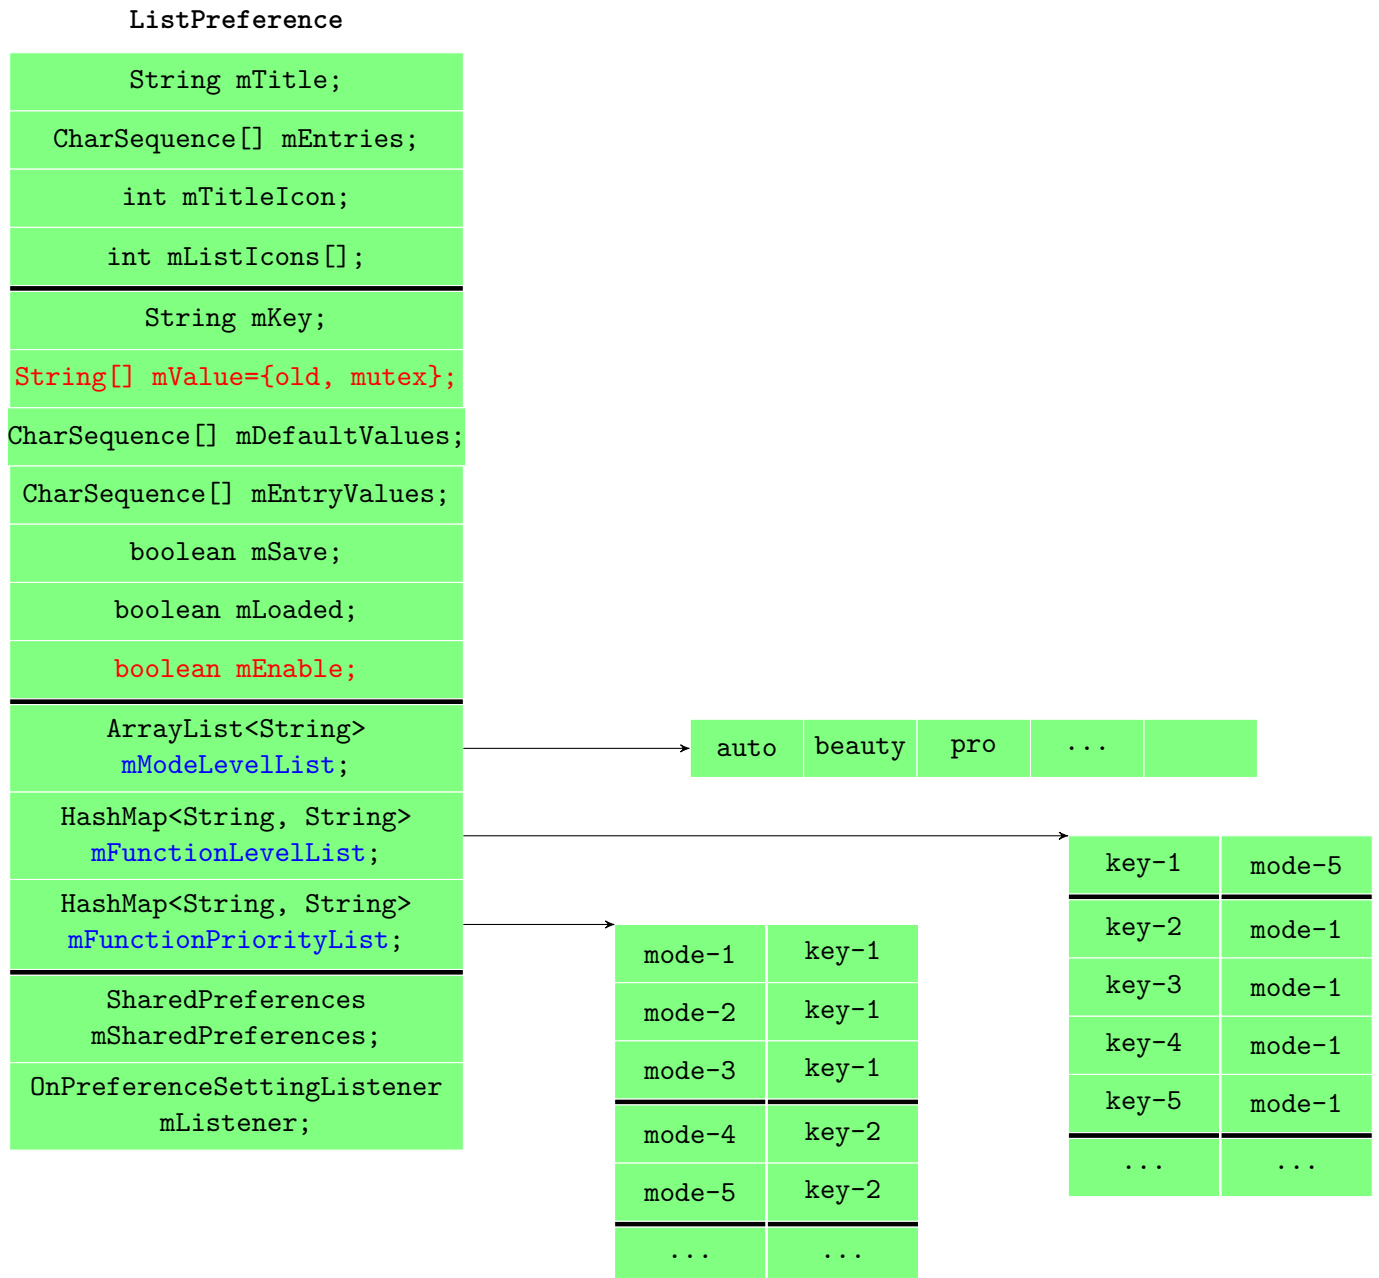 ListPreference
String mTitle;
CharSequence[] mEntries;
int mTitleIcon;
int mListIcons[];
String mKey;
String[] mValue={old, mutex};
CharSequence[] mDefaultValues;
CharSequence[] mEntryValues;
boolean mSave;
boolean mLoaded;
boolean mEnable;
ArrayList<String>
mModeLevelList;
HashMap<String, String>
mFunctionLevelList;
HashMap<String, String>
mFunctionPriorityList;
SharedPreferences
mSharedPreferences;
OnPreferenceSettingListener
mListener;
auto beauty pro ...
mode-1 key-1
mode-2 key-1
mode-3 key-1
mode-4 key-2
mode-5 key-2
... ...
key-1 mode-5
key-2 mode-1
key-3 mode-1
key-4 mode-1
key-5 mode-1
... ...